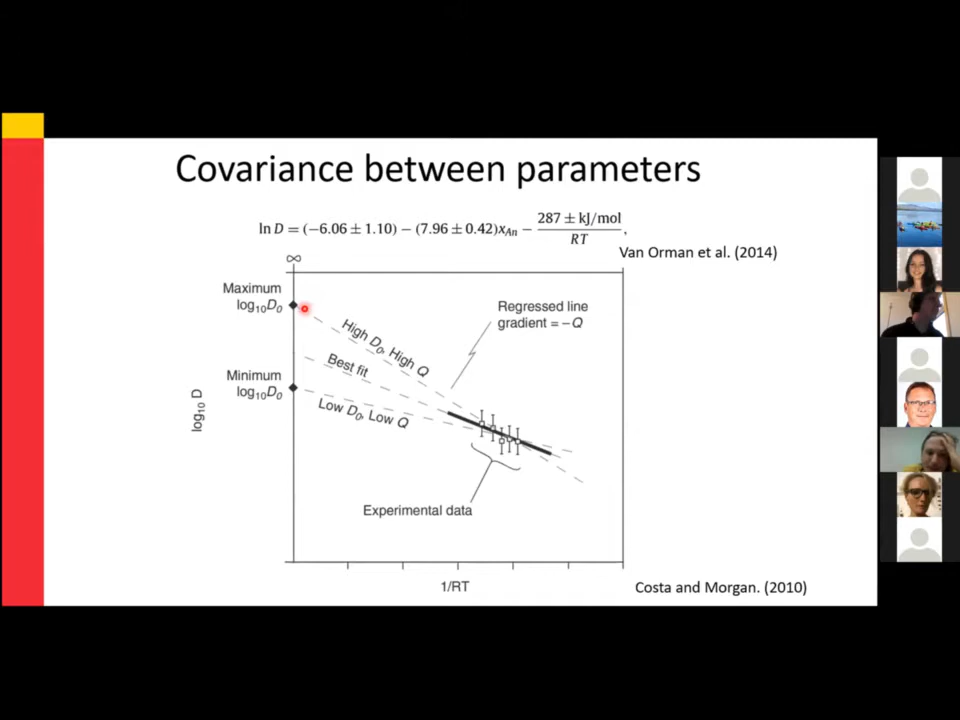 Covariance between parameters
ln D = (−6.06 ± 1.10) − (7.96 ± 0.42)x_An − 287 ± kJ/mol / RT ,
Van Orman et al. (2014)
∞
Maximum
log₁₀D₀
High D₀, High Q
Regressed line
gradient = −Q
Best fit
Minimum
log₁₀D₀
Low D₀, Low Q
log₁₀ D
Experimental data
1/RT
Costa and Morgan. (2010)